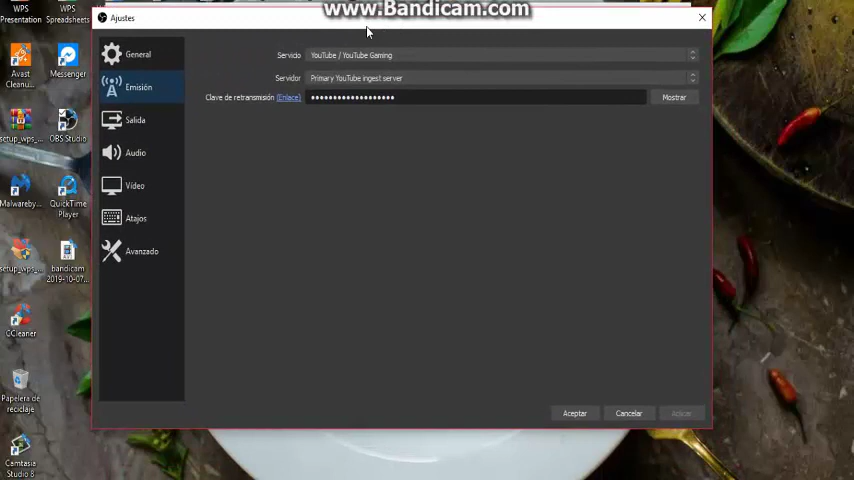 www.Bandicam.com
WPS Presentation
WPS Spreadsheets
Ajustes
Avast Cleanu...
Messenger
setup_wps_...
OBS Studio
Malwareby...
QuickTime Player
setup_wps_...
bandicam 2019-10-07...
CCleaner
Papelera de reciclaje
Camtasia Studio 8
General
Emisión
Salida
Audio
Vídeo
Atajos
Avanzado
Servicio
YouTube / YouTube Gaming
Servidor
Primary YouTube ingest server
Clave de retransmisión (Enlace)
Mostrar
Aceptar
Cancelar
Aplicar